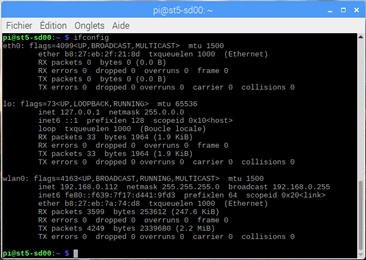 pi@st5-sd00: ~
Fichier Édition Onglets Aide
pi@st5-sd00:~ $ ifconfig
eth0: flags=4099<UP,BROADCAST,MULTICAST> mtu 1500
ether b8:27:eb:2f:21:8d txqueuelen 1000 (Ethernet)
RX packets 0 bytes 0 (0.0 B)
RX errors 0 dropped 0 overruns 0 frame 0
TX packets 0 bytes 0 (0.0 B)
TX errors 0 dropped 0 overruns 0 carrier 0 collisions 0
lo: flags=73<UP,LOOPBACK,RUNNING> mtu 65536
inet 127.0.0.1 netmask 255.0.0.0
inet6 ::1 prefixlen 128 scopeid 0x10<host>
loop txqueuelen 1000 (Boucle locale)
RX packets 33 bytes 1964 (1.9 KiB)
RX errors 0 dropped 0 overruns 0 frame 0
TX packets 33 bytes 1964 (1.9 KiB)
TX errors 0 dropped 0 overruns 0 carrier 0 collisions 0
wlan0: flags=4163<UP,BROADCAST,RUNNING,MULTICAST> mtu 1500
inet 192.168.0.112 netmask 255.255.255.0 broadcast 192.168.0.255
inet6 fe80::f639:7f17:d441:9fd3 prefixlen 64 scopeid 0x20<link>
ether b8:27:eb:7a:74:d8 txqueuelen 1000 (Ethernet)
RX packets 3599 bytes 253612 (247.6 KiB)
RX errors 0 dropped 0 overruns 0 frame 0
TX packets 4249 bytes 2339680 (2.2 MiB)
TX errors 0 dropped 0 overruns 0 carrier 0 collisions 0
pi@st5-sd00:~ $